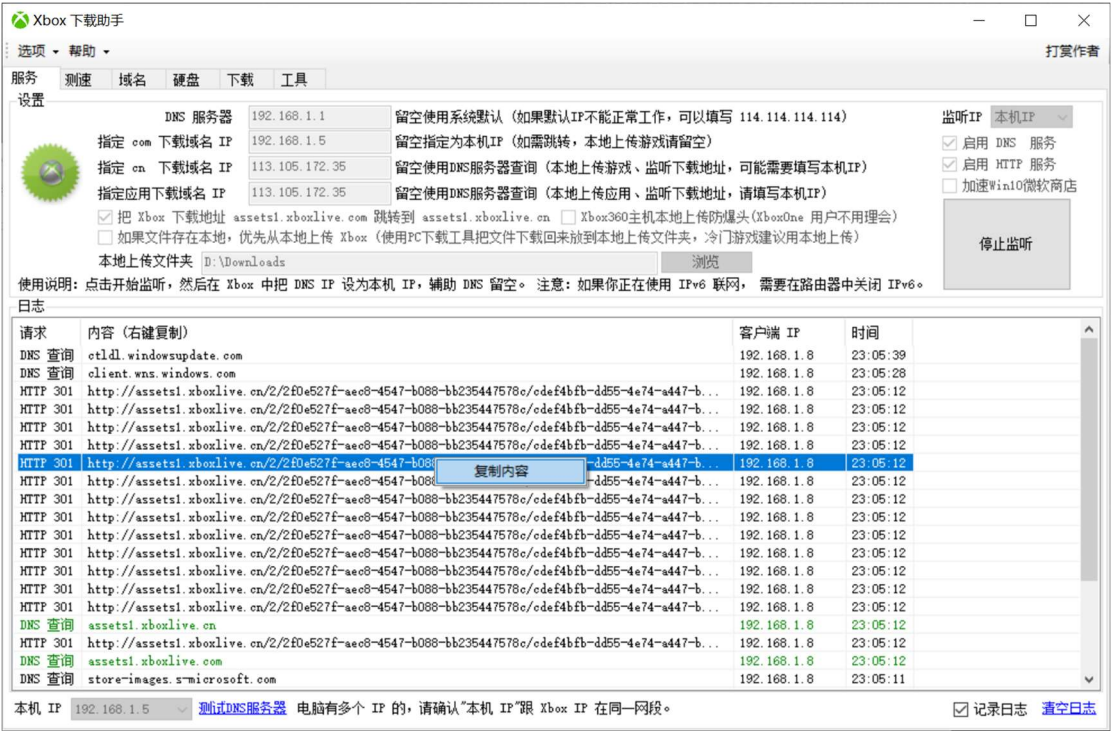 Xbox 下载助手
选项 帮助 打赏作者
服务 测速 域名 硬盘 下载 工具
设置
DNS 服务器 192.168.1.1 留空使用系统默认 (如果默认IP不能正常工作，可以填写 114.114.114.114) 监听IP 本机IP
指定 com 下载域名 IP 192.168.1.5 留空指定为本机IP (如需跳转，本地上传游戏请留空) 启用 DNS 服务
指定 cn 下载域名 IP 113.105.172.35 留空使用DNS服务器查询 (本地上传游戏、监听下载地址，可能需要填写本机IP) 启用 HTTP 服务
指定应用下载域名 IP 113.105.172.35 留空使用DNS服务器查询 (本地上传应用、监听下载地址，请填写本机IP) 加速Win10微软商店
把 Xbox 下载地址 assets1.xboxlive.com 跳转到 assets1.xboxlive.cn Xbox360主机本地上传防爆头(XboxOne 用户不用理会)
如果文件存在本地，优先从本地上传 Xbox (使用PC下载工具把文件下载回来放到本地上传文件夹，冷门游戏建议用本地上传) 停止监听
本地上传文件夹 D:\Downloads 浏览
使用说明：点击开始监听，然后在 Xbox 中把 DNS IP 设为本机 IP，辅助 DNS 留空。 注意：如果你正在使用 IPv6 联网， 需要在路由器中关闭 IPv6。
日志
请求 内容 (右键复制) 客户端 IP 时间
DNS 查询 ctldl.windowsupdate.com 192.168.1.8 23:05:39
DNS 查询 client.wns.windows.com 192.168.1.8 23:05:28
HTTP 301 http://assets1.xboxlive.cn/2/2f0e527f-aec8-4547-b088-bb235447578c/cdef4bfb-dd55-4e74-a447-b... 192.168.1.8 23:05:12
HTTP 301 http://assets1.xboxlive.cn/2/2f0e527f-aec8-4547-b088-bb235447578c/cdef4bfb-dd55-4e74-a447-b... 192.168.1.8 23:05:12
HTTP 301 http://assets1.xboxlive.cn/2/2f0e527f-aec8-4547-b088-bb235447578c/cdef4bfb-dd55-4e74-a447-b... 192.168.1.8 23:05:12
HTTP 301 http://assets1.xboxlive.cn/2/2f0e527f-aec8-4547-b088-bb235447578c/cdef4bfb-dd55-4e74-a447-b... 192.168.1.8 23:05:12
HTTP 301 http://assets1.xboxlive.cn/2/2f0e527f-aec8-4547-b088 复制内容 -dd55-4e74-a447-b... 192.168.1.8 23:05:12
HTTP 301 http://assets1.xboxlive.cn/2/2f0e527f-aec8-4547-b088 -dd55-4e74-a447-b... 192.168.1.8 23:05:12
HTTP 301 http://assets1.xboxlive.cn/2/2f0e527f-aec8-4547-b088-bb235447578c/cdef4bfb-dd55-4e74-a447-b... 192.168.1.8 23:05:12
HTTP 301 http://assets1.xboxlive.cn/2/2f0e527f-aec8-4547-b088-bb235447578c/cdef4bfb-dd55-4e74-a447-b... 192.168.1.8 23:05:12
HTTP 301 http://assets1.xboxlive.cn/2/2f0e527f-aec8-4547-b088-bb235447578c/cdef4bfb-dd55-4e74-a447-b... 192.168.1.8 23:05:12
HTTP 301 http://assets1.xboxlive.cn/2/2f0e527f-aec8-4547-b088-bb235447578c/cdef4bfb-dd55-4e74-a447-b... 192.168.1.8 23:05:12
HTTP 301 http://assets1.xboxlive.cn/2/2f0e527f-aec8-4547-b088-bb235447578c/cdef4bfb-dd55-4e74-a447-b... 192.168.1.8 23:05:12
HTTP 301 http://assets1.xboxlive.cn/2/2f0e527f-aec8-4547-b088-bb235447578c/cdef4bfb-dd55-4e74-a447-b... 192.168.1.8 23:05:12
HTTP 301 http://assets1.xboxlive.cn/2/2f0e527f-aec8-4547-b088-bb235447578c/cdef4bfb-dd55-4e74-a447-b... 192.168.1.8 23:05:12
DNS 查询 assets1.xboxlive.cn 192.168.1.8 23:05:12
HTTP 301 http://assets1.xboxlive.cn/2/2f0e527f-aec8-4547-b088-bb235447578c/cdef4bfb-dd55-4e74-a447-b... 192.168.1.8 23:05:12
DNS 查询 assets1.xboxlive.com 192.168.1.8 23:05:12
DNS 查询 store-images.s-microsoft.com 192.168.1.8 23:05:11
本机 IP 192.168.1.5 测试DNS服务器 电脑有多个 IP 的，请确认"本机 IP"跟 Xbox IP 在同一网段。 记录日志 清空日志